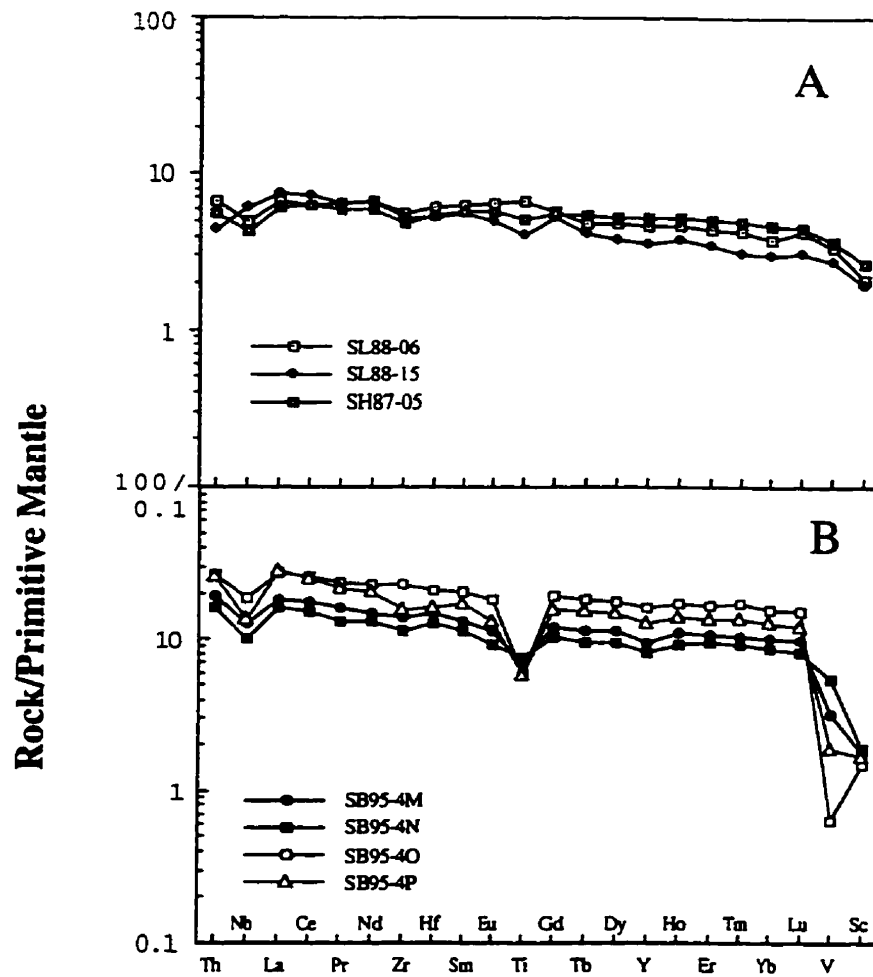 100
A
10
1
SL88-06
SL88-15
SH87-05
100/
0.1
Rock/Primitive Mantle
B
10
1
SB95-4M
SB95-4N
SB95-4O
SB95-4P
0.1
Nb Ce Nd Hf Eu Gd Dy Ho Tm Lu Sc
Th La Pr Zr Sm Ti Tb Y Er Yb V